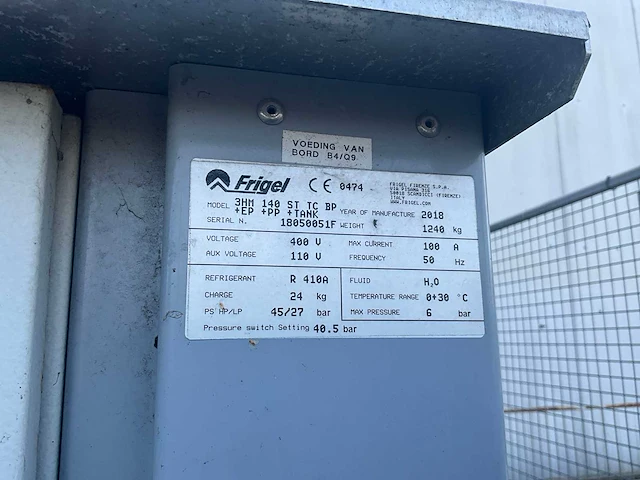 VOEDING VAN
BORD B4/Q9
Frigel CE 0474
FRIGEL FIRENZE S.P.A.
VIA PISANA 316
50018 SCANDICCI (FIRENZE)
ITALY
WWW.FRIGEL.COM
MODEL 3HM 140 ST TC BP
+EP +PP +TANK YEAR OF MANUFACTURE 2018
SERIAL N. 18050051F WEIGHT 1240 kg
VOLTAGE 400 V MAX CURRENT 100 A
AUX VOLTAGE 110 V FREQUENCY 50 Hz
REFRIGERANT R 410A FLUID H₂O
CHARGE 24 kg TEMPERATURE RANGE 0+30 °C
PS HP/LP 45/27 bar MAX PRESSURE 6 bar
Pressure switch Setting 40.5 bar